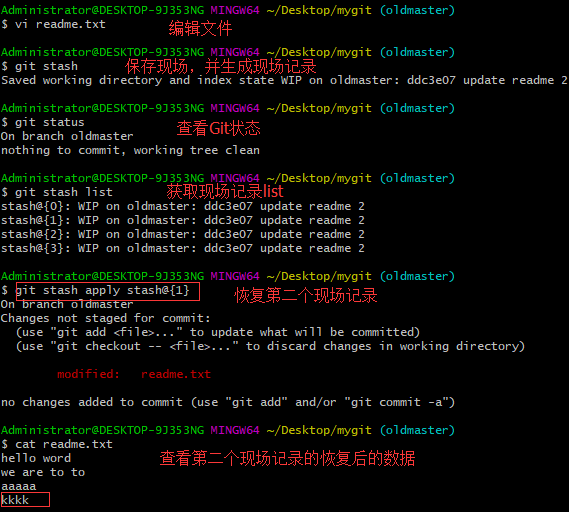 Administrator@DESKTOP-9J353NG MINGW64 ~/Desktop/mygit (oldmaster)
$ vi readme.txt 编辑文件
Administrator@DESKTOP-9J353NG MINGW64 ~/Desktop/mygit (oldmaster)
$ git stash 保存现场，并生成现场记录
Saved working directory and index state WIP on oldmaster: ddc3e07 update readme 2
Administrator@DESKTOP-9J353NG MINGW64 ~/Desktop/mygit (oldmaster)
$ git status 查看Git状态
On branch oldmaster
nothing to commit, working tree clean
Administrator@DESKTOP-9J353NG MINGW64 ~/Desktop/mygit (oldmaster)
$ git stash list 获取现场记录list
stash@{0}: WIP on oldmaster: ddc3e07 update readme 2
stash@{1}: WIP on oldmaster: ddc3e07 update readme 2
stash@{2}: WIP on oldmaster: ddc3e07 update readme 2
stash@{3}: WIP on oldmaster: ddc3e07 update readme 2
Administrator@DESKTOP-9J353NG MINGW64 ~/Desktop/mygit (oldmaster)
$ git stash apply stash@{1} 恢复第二个现场记录
On branch oldmaster
Changes not staged for commit:
  (use "git add <file>..." to update what will be committed)
  (use "git checkout -- <file>..." to discard changes in working directory)
        modified:   readme.txt
no changes added to commit (use "git add" and/or "git commit -a")
Administrator@DESKTOP-9J353NG MINGW64 ~/Desktop/mygit (oldmaster)
$ cat readme.txt 查看第二个现场记录的恢复后的数据
hello word
we are to to
aaaaa
kkkk